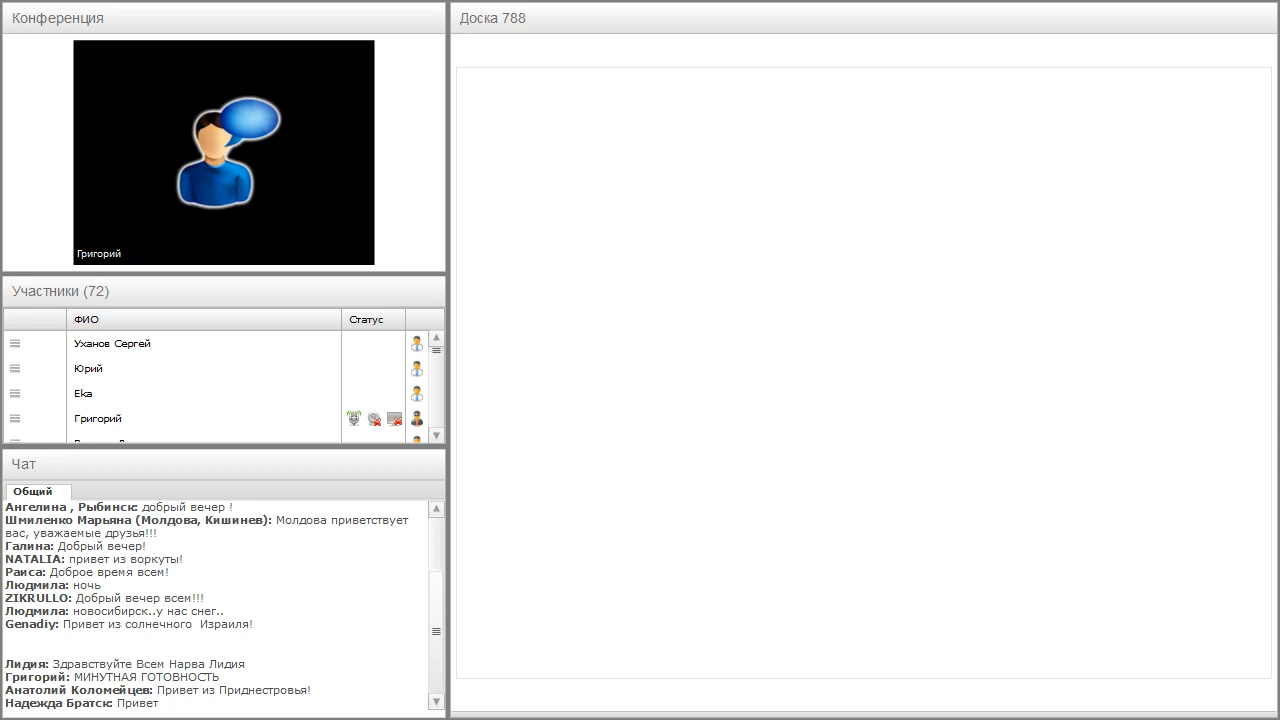 Конференция
Григорий
Участники (72)
ФИО Статус
Уханов Сергей
Юрий
Eka
Григорий
Чат
Общий
Ангелина , Рыбинск: добрый вечер !
Шмиленко Марьяна (Молдова, Кишинев): Молдова приветствует
вас, уважаемые друзья!!!
Галина: Добрый вечер!
NATALIA: привет из воркуты!
Раиса: Доброе время всем!
Людмила: ночь
ZIKRULLO: Добрый вечер всем!!!
Людмила: новосибирск..у нас снег..
Genadiy: Привет из солнечного  Израиля!
Лидия: Здравствуйте Всем Нарва Лидия
Григорий: МИНУТНАЯ ГОТОВНОСТЬ
Анатолий Коломейцев: Привет из Приднестровья!
Надежда Братск: Привет
Доска 788